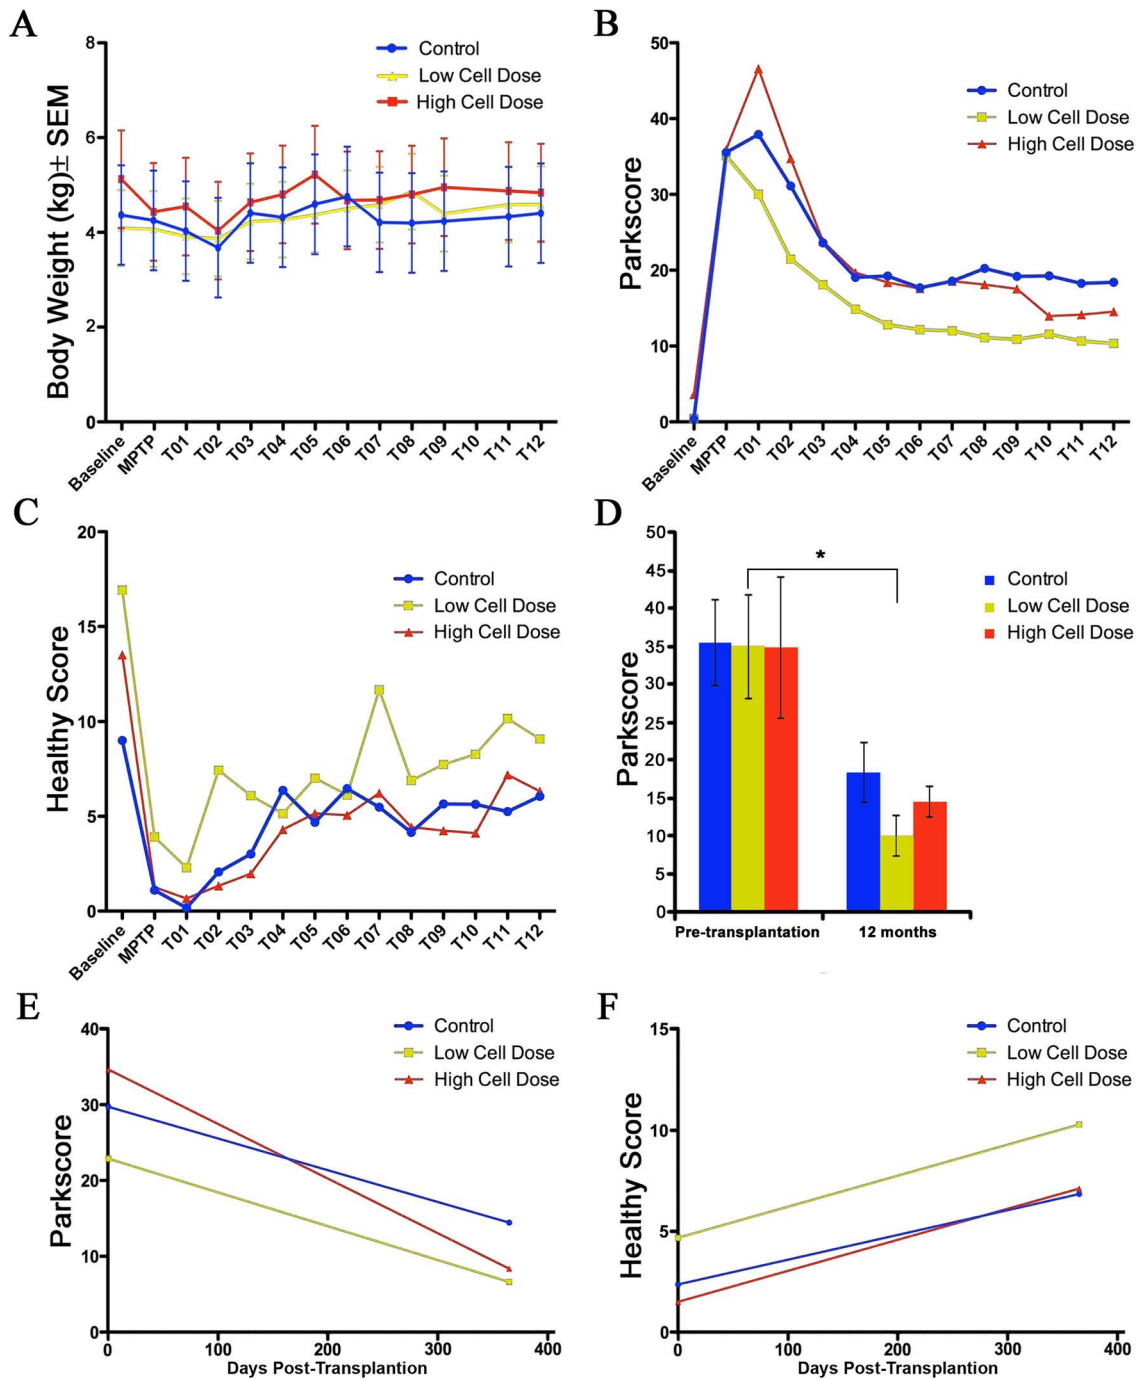 A
8
6
4
2
0
Body Weight (kg)± SEM
Control
Low Cell Dose
High Cell Dose
Baseline
MPTP
T01
T02
T03
T04
T05
T06
T07
T08
T09
T10
T11
T12
B
50
40
30
20
10
0
Parkscore
Control
Low Cell Dose
High Cell Dose
Baseline
MPTP
T01
T02
T03
T04
T05
T06
T07
T08
T09
T10
T11
T12
C
20
15
10
5
0
Healthy Score
Control
Low Cell Dose
High Cell Dose
Baseline
MPTP
T01
T02
T03
T04
T05
T06
T07
T08
T09
T10
T11
T12
D
50
45
40
35
30
25
20
15
10
5
0
Parkscore
*
Control
Low Cell Dose
High Cell Dose
Pre-transplantation
12 months
E
40
30
20
10
0
Parkscore
Control
Low Cell Dose
High Cell Dose
0 100 200 300 400
Days Post-Transplantion
F
15
10
5
0
Healthy Score
Control
Low Cell Dose
High Cell Dose
0 100 200 300 400
Days Post-Transplantion